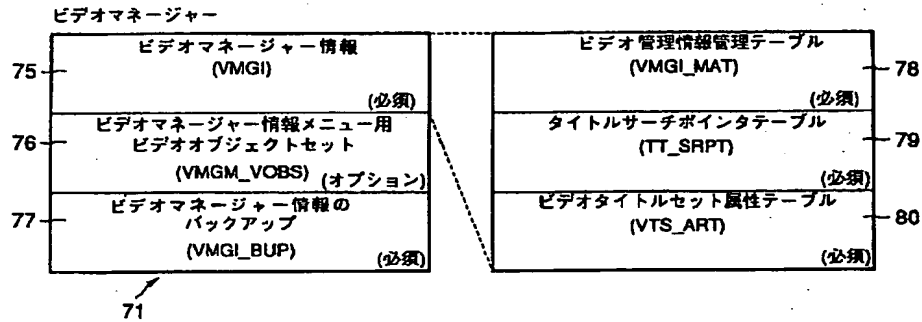 ビデオマネージャー
75
ビデオマネージャー情報
(VMGI)
(必須)
76
ビデオマネージャー情報メニュー用
ビデオオブジェクトセット
(VMGM_VOBS) (オプション)
77
ビデオマネージャー情報の
バックアップ
(VMGI_BUP)
(必須)
71
ビデオ管理情報管理テーブル
(VMGI_MAT)
(必須)
78
タイトルサーチポインタテーブル
(TT_SRPT)
(必須)
79
ビデオタイトルセット属性テーブル
(VTS_ART)
(必須)
80